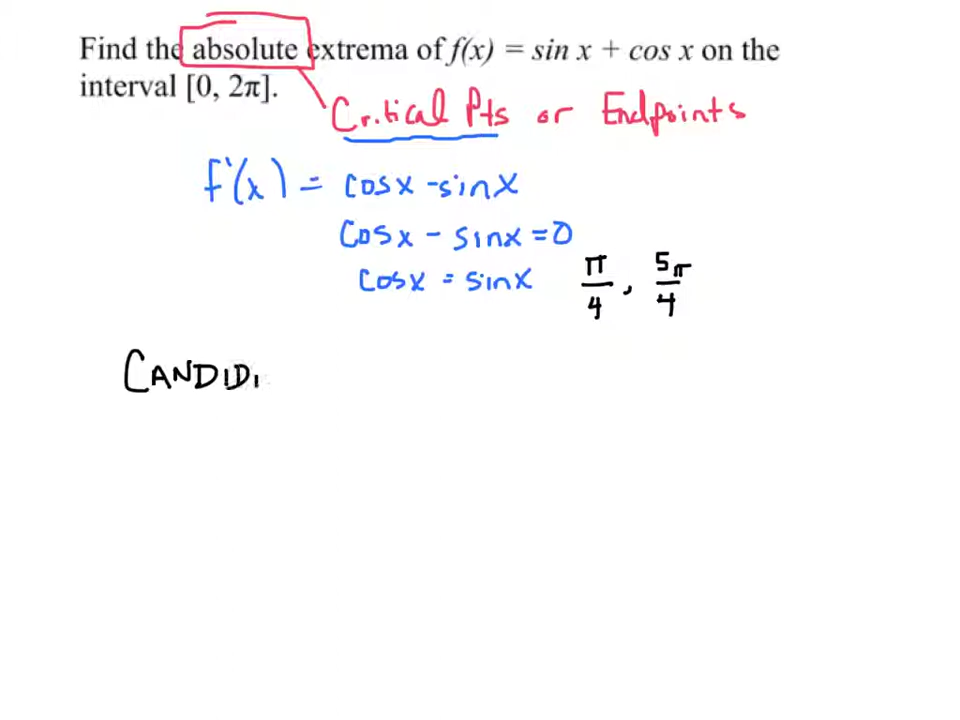 Find the absolute extrema of f(x) = sin x + cos x on the
interval [0, 2π].
Critical Pts or Endpoints
f'(x) = cosx -sinx
cosx - sinx = 0
cosx = sinx π/4 , 5π/4
CANDID